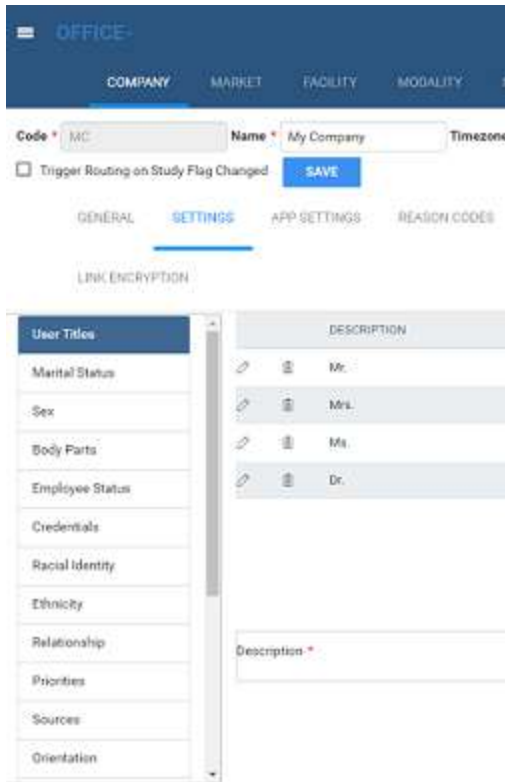 OFFICE-
COMPANY MARKET FACILITY MODALITY
Code * MC Name * My Company Timezone
Trigger Routing on Study Flag Changed SAVE
GENERAL SETTINGS APP SETTINGS REASON CODES
LINK ENCRYPTION
User Titles
DESCRIPTION
Marital Status
Mr.
Sex
Mrs.
Body Parts
Ms.
Employee Status
Dr.
Credentials
Racial Identity
Ethnicity
Relationship
Description *
Priorities
Sources
Orientation